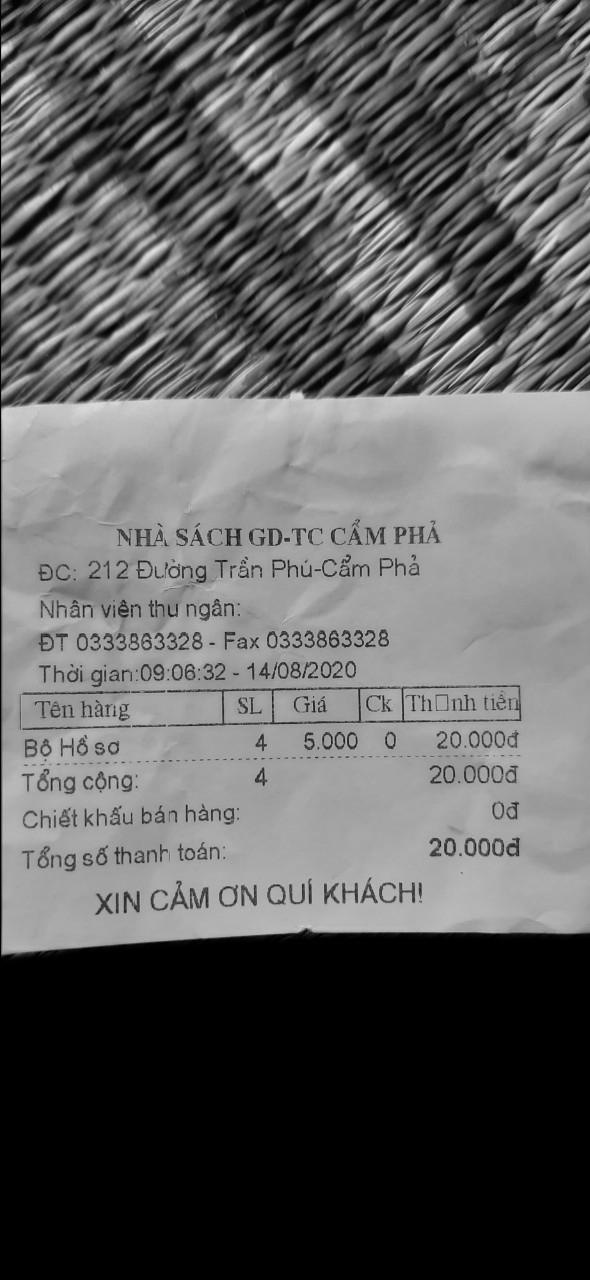 NHÀ SÁCH GD-TC CẨM PHẢ
ĐC: 212 Đường Trần Phú-Cẩm Phả
Nhân viên thu ngân:
ĐT 0333863328 - Fax 0333863328
Thời gian:09:06:32 - 14/08/2020
Tên hàng SL Giá Ck Th□nh tiền
Bộ Hồ sơ 4 5.000 0 20.000đ
Tổng cộng: 4 20.000đ
Chiết khấu bán hàng: 0đ
Tổng số thanh toán: 20.000đ
XIN CẢM ƠN QUÍ KHÁCH!